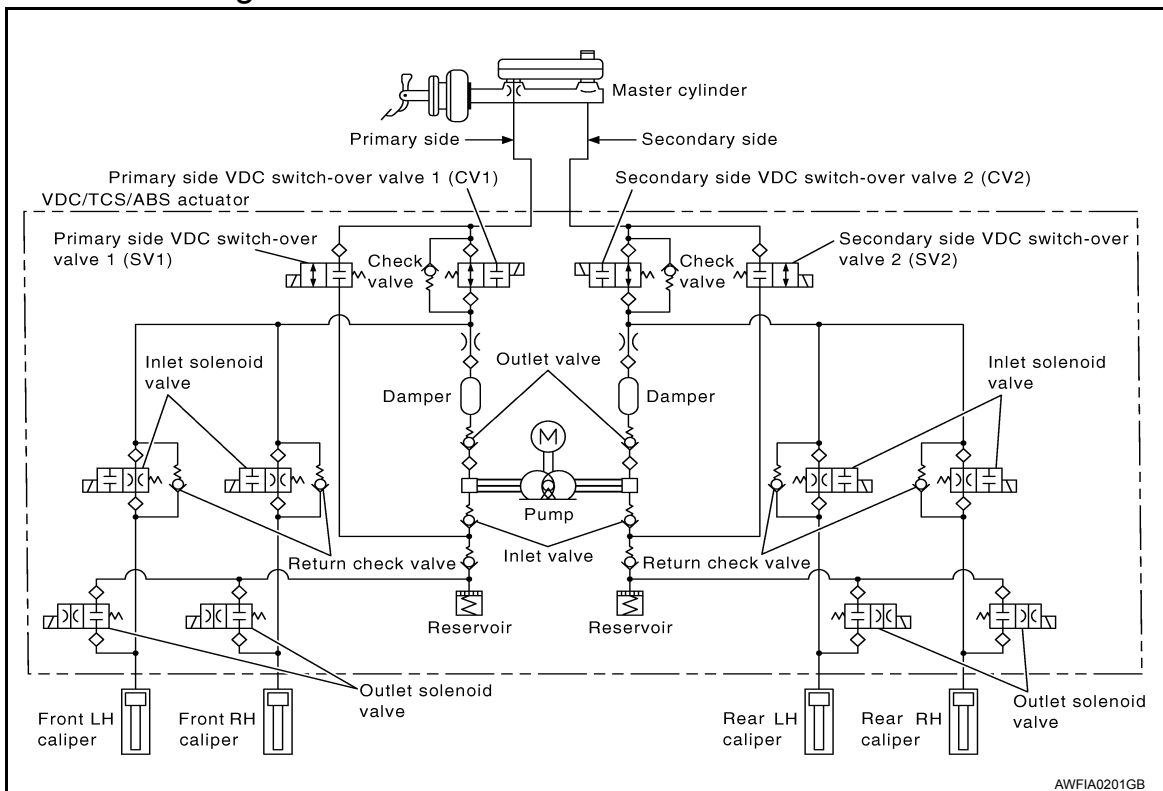 Master cylinder
Primary side
Secondary side
Primary side VDC switch-over valve 1 (CV1)
Secondary side VDC switch-over valve 2 (CV2)
VDC/TCS/ABS actuator
Primary side VDC switch-over
valve 1 (SV1)
Check
valve
Check
valve
Secondary side VDC switch-over
valve 2 (SV2)
Inlet solenoid
valve
Outlet valve
Inlet solenoid
valve
Damper
Damper
M
Pump
Return check valve
Inlet valve
Return check valve
Reservoir
Reservoir
Outlet solenoid
valve
Outlet solenoid
valve
Front LH
caliper
Front RH
caliper
Rear LH
caliper
Rear RH
caliper
AWFIA0201GB